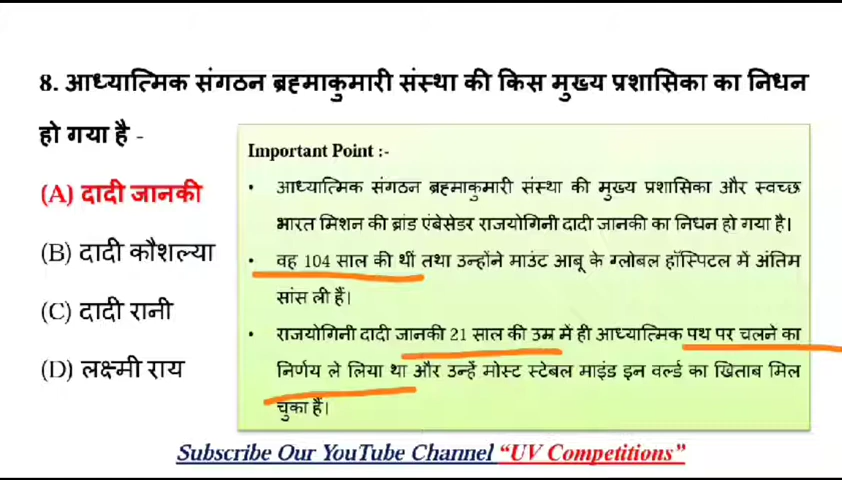 8. आध्यात्मिक संगठन ब्रह्माकुमारी संस्था की किस मुख्य प्रशासिका का निधन
हो गया है -
(A) दादी जानकी
(B) दादी कौशल्या
(C) दादी रानी
(D) लक्ष्मी राय
Important Point :-
• आध्यात्मिक संगठन ब्रह्माकुमारी संस्था की मुख्य प्रशासिका और स्वच्छ
भारत मिशन की ब्रांड एंबेसेडर राजयोगिनी दादी जानकी का निधन हो गया है।
• वह 104 साल की थीं तथा उन्होंने माउंट आबू के ग्लोबल हॉस्पिटल में अंतिम
सांस ली हैं।
• राजयोगिनी दादी जानकी 21 साल की उम्र में ही आध्यात्मिक पथ पर चलने का
निर्णय ले लिया था और उन्हें मोस्ट स्टेबल माइंड इन वर्ल्ड का खिताब मिल
चुका हैं।
Subscribe Our YouTube Channel “UV Competitions”